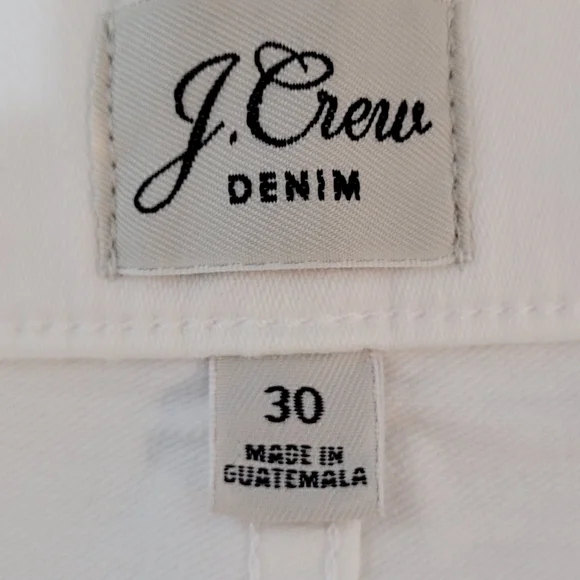 J.Crew
DENIM
30
MADE IN
GUATEMALA